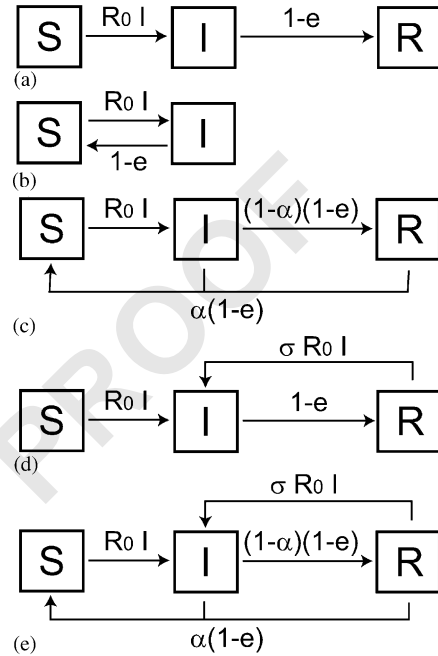 R0 I 1-e
S I R
(a)
R0 I
S I
1-e
(b)
R0 I (1-α)(1-e)
S I R
α(1-e)
(c)
σ R0 I
R0 I 1-e
S I R
(d)
σ R0 I
R0 I (1-α)(1-e)
S I R
α(1-e)
(e)
PROOF